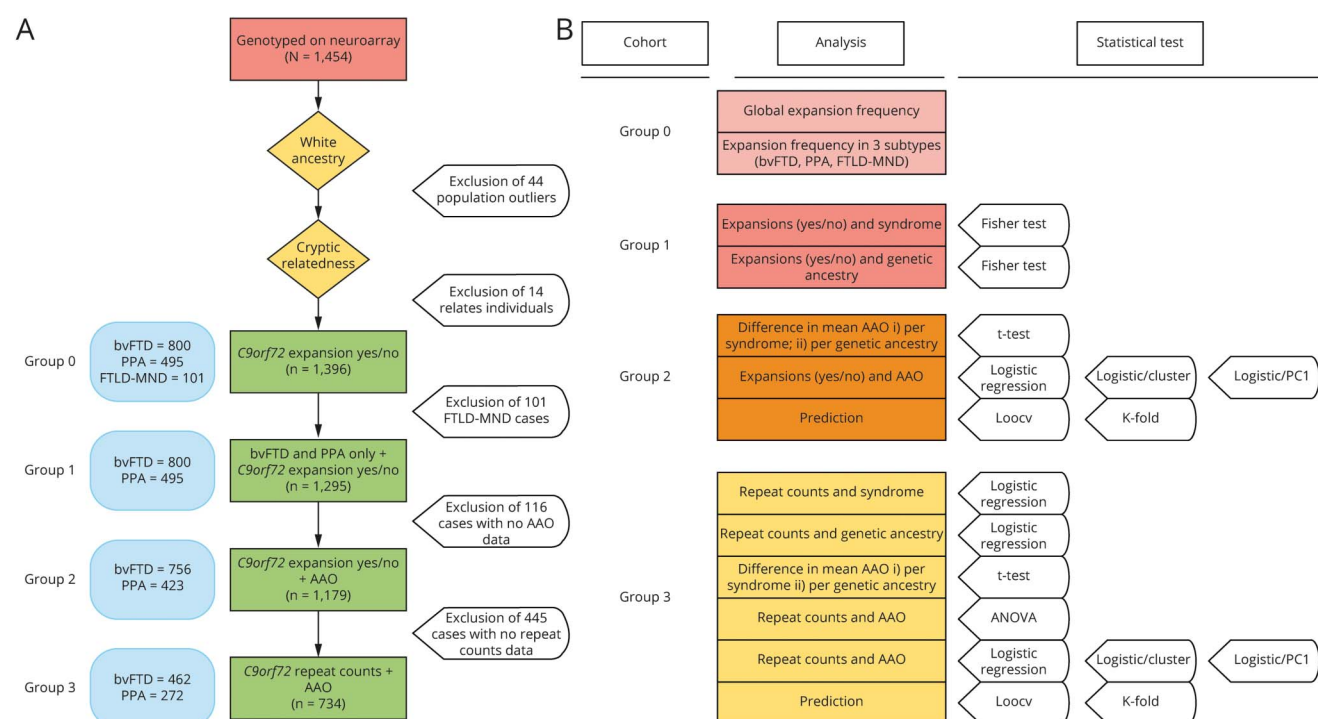 A
Genotyped on neuroarray
(N = 1,454)
White
ancestry
Exclusion of 44
population outliers
Cryptic
relatedness
Exclusion of 14
relates individuals
Group 0
bvFTD = 800
PPA = 495
FTLD-MND = 101
C9orf72 expansion yes/no
(n = 1,396)
Exclusion of 101
FTLD-MND cases
Group 1
bvFTD = 800
PPA = 495
bvFTD and PPA only +
C9orf72 expansion yes/no
(n = 1,295)
Exclusion of 116
cases with no AAO
data
Group 2
bvFTD = 756
PPA = 423
C9orf72 expansion yes/no
+ AAO
(n = 1,179)
Exclusion of 445
cases with no repeat
counts data
Group 3
bvFTD = 462
PPA = 272
C9orf72 repeat counts +
AAO
(n = 734)
B
Cohort
Analysis
Statistical test
Group 0
Global expansion frequency
Expansion frequency in 3 subtypes
(bvFTD, PPA, FTLD-MND)
Group 1
Expansions (yes/no) and syndrome
Fisher test
Expansions (yes/no) and genetic
ancestry
Fisher test
Group 2
Difference in mean AAO i) per
syndrome; ii) per genetic ancestry
t-test
Expansions (yes/no) and AAO
Logistic
regression
Logistic/cluster
Logistic/PC1
Prediction
Loocv
K-fold
Group 3
Repeat counts and syndrome
Logistic
regression
Repeat counts and genetic ancestry
Logistic
regression
Difference in mean AAO i) per
syndrome ii) per genetic ancestry
t-test
Repeat counts and AAO
ANOVA
Repeat counts and AAO
Logistic
regression
Logistic/cluster
Logistic/PC1
Prediction
Loocv
K-fold